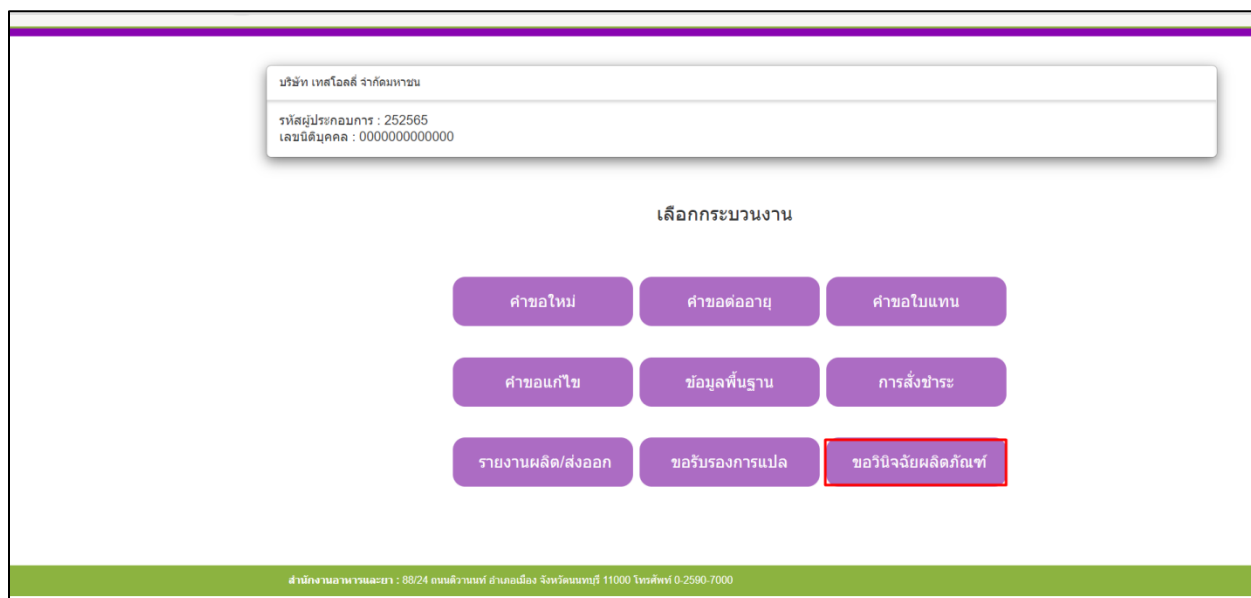 บริษัท เทสโอลลี่ จำกัดมหาชน
รหัสผู้ประกอบการ : 252565
เลขนิติบุคคล : 0000000000000
เลือกกระบวนงาน
คำขอใหม่ คำขอต่ออายุ คำขอใบแทน
คำขอแก้ไข ข้อมูลพื้นฐาน การสั่งชำระ
รายงานผลิต/ส่งออก ขอรับรองการแปล ขอวินิจฉัยผลิตภัณฑ์
สำนักงานอาหารและยา : 88/24 ถนนติวานนท์ อำเภอเมือง จังหวัดนนทบุรี 11000 โทรศัพท์ 0-2590-7000